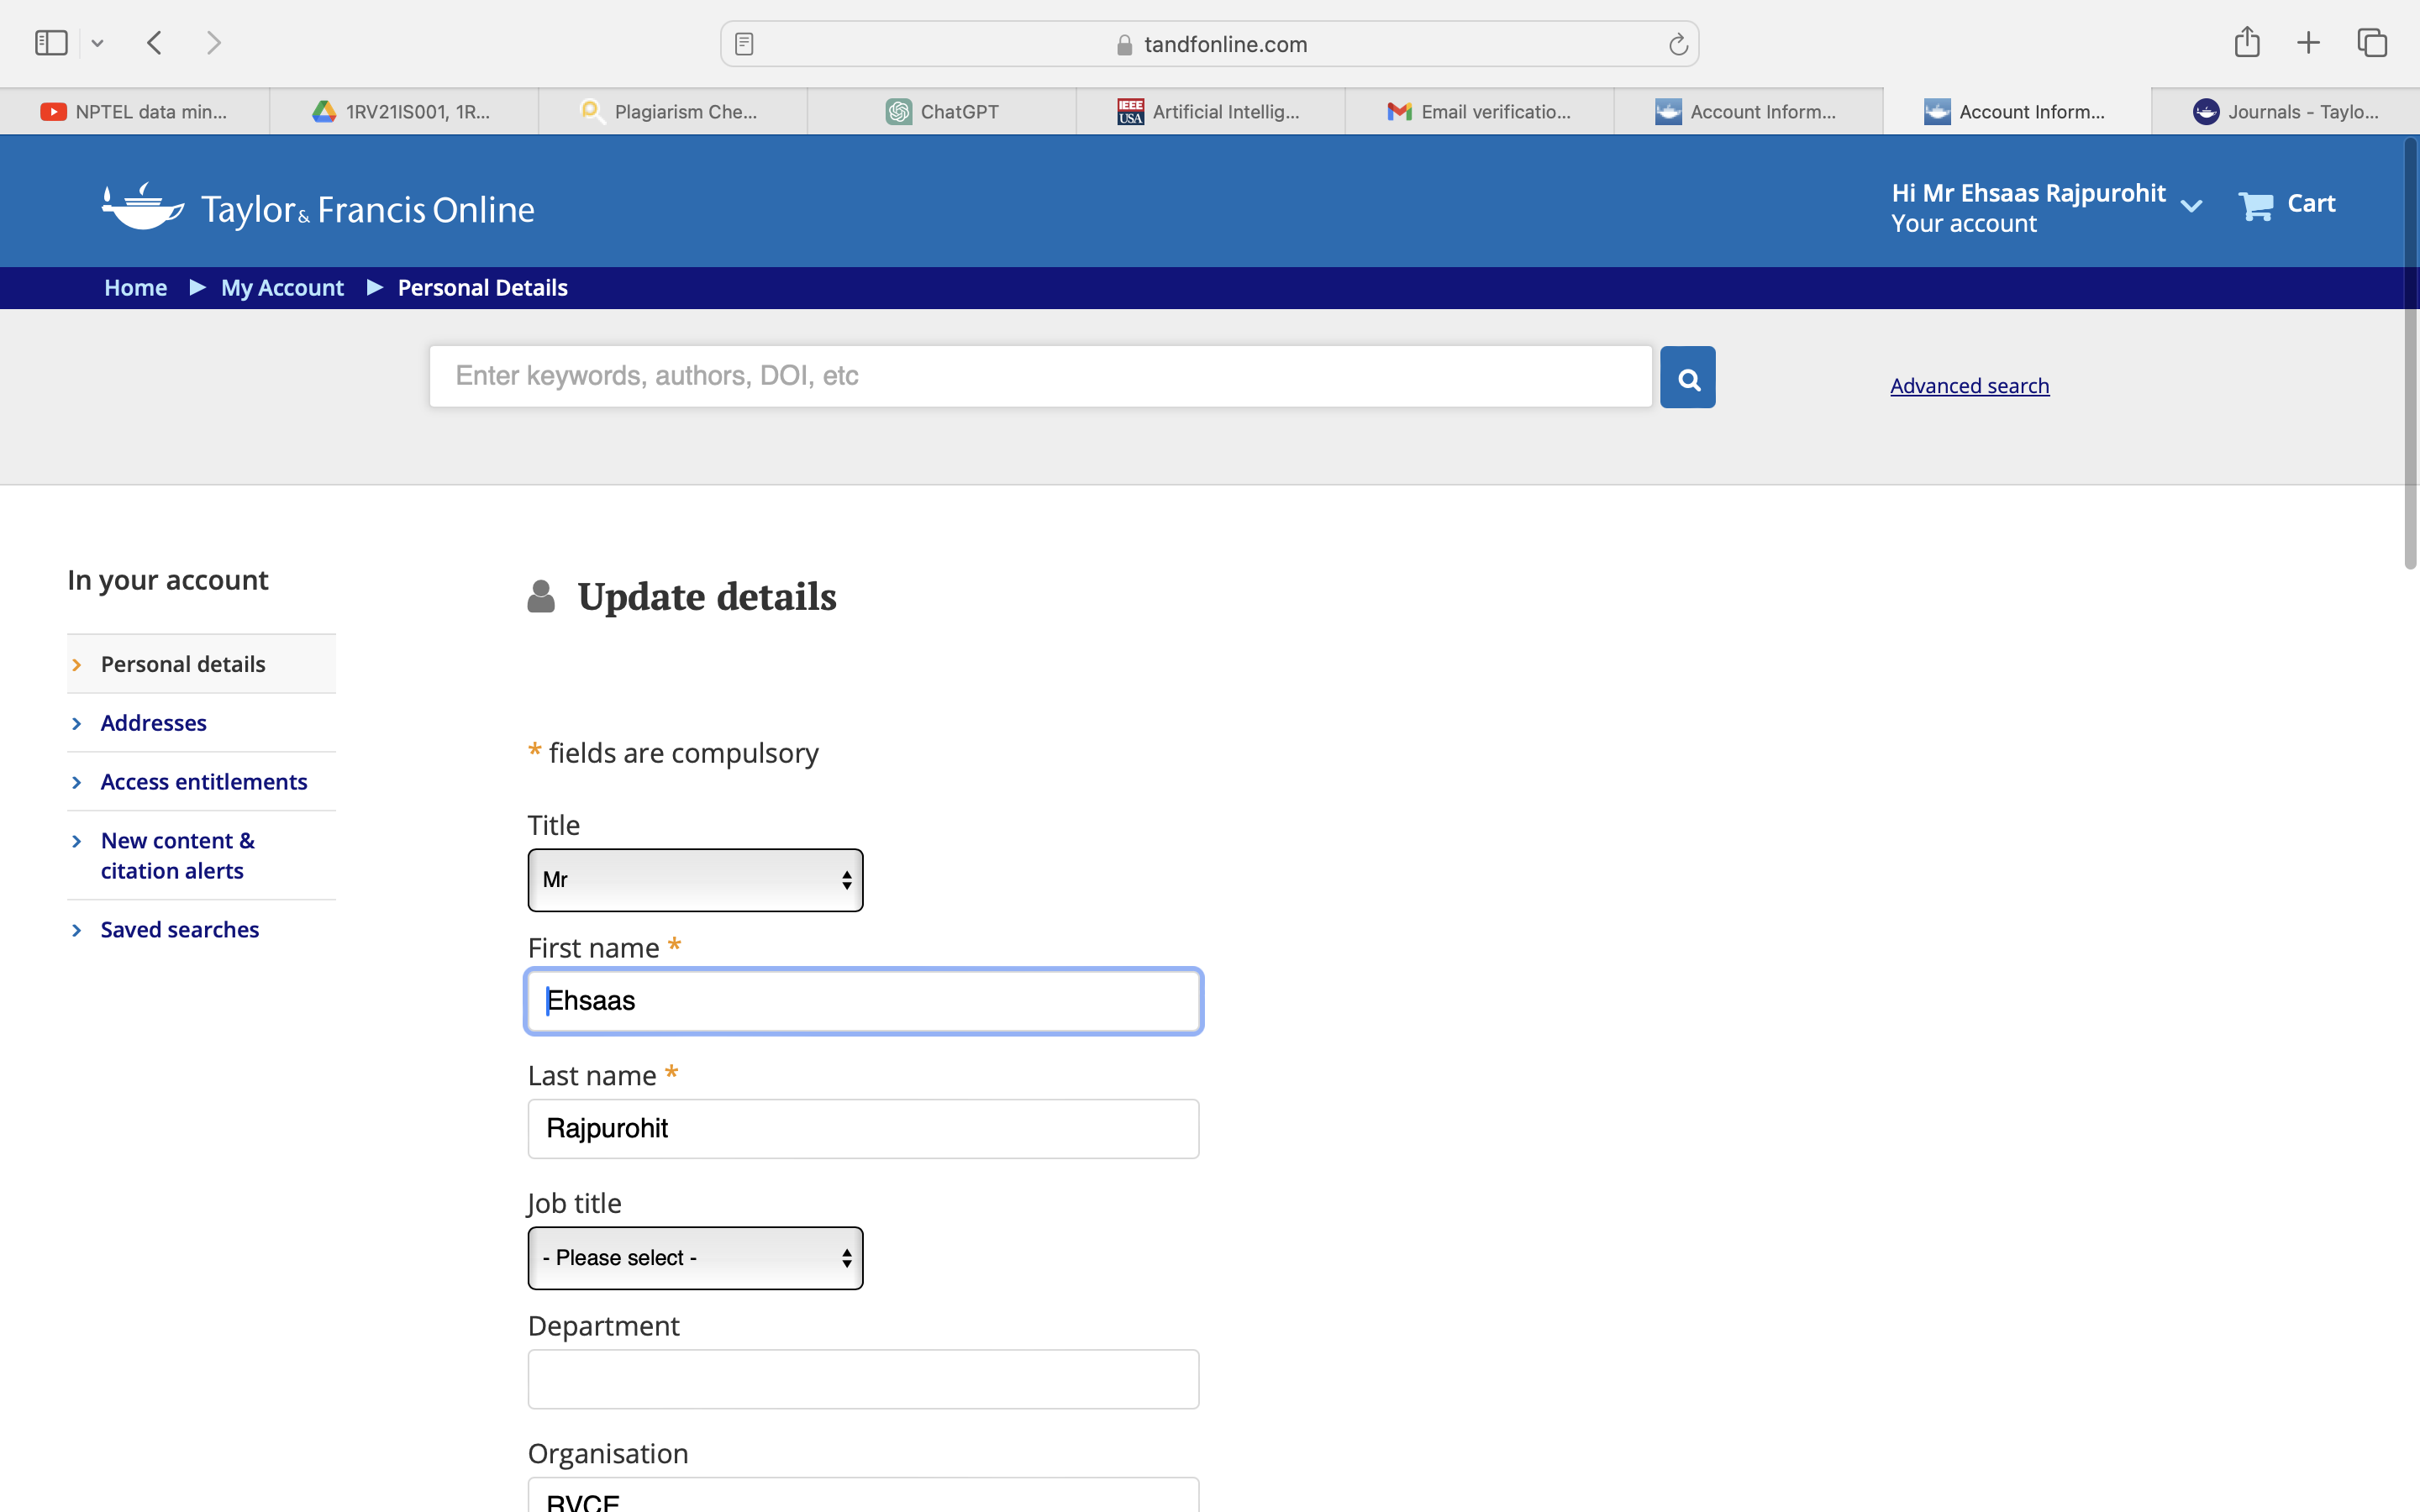 tandfonline.com
NPTEL data min...
1RV21IS001, 1R...
Plagiarism Che...
ChatGPT
IEEE USA Artificial Intellig...
Email verificatio...
Account Inform...
Account Inform...
Journals - Taylo...
Taylor & Francis Online
Hi Mr Ehsaas Rajpurohit
Your account
Cart
Home My Account Personal Details
Enter keywords, authors, DOI, etc
Advanced search
In your account
Personal details
Addresses
Access entitlements
New content &
citation alerts
Saved searches
Update details
* fields are compulsory
Title
Mr
First name *
Ehsaas
Last name *
Rajpurohit
Job title
- Please select -
Department
Organisation
RVCE